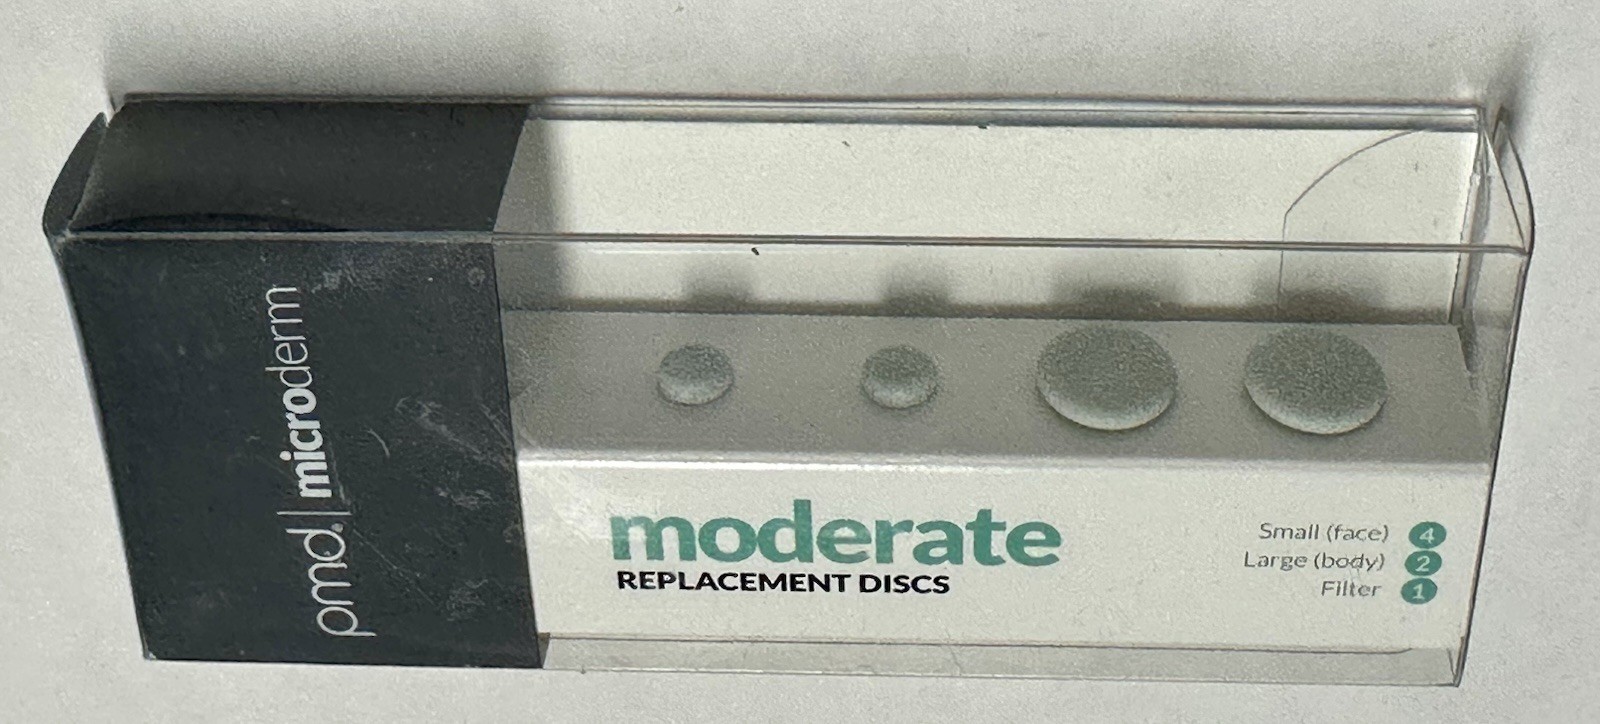 pmd. | microderm
moderate
REPLACEMENT DISCS
Small (face) 4
Large (body) 2
Filter 1